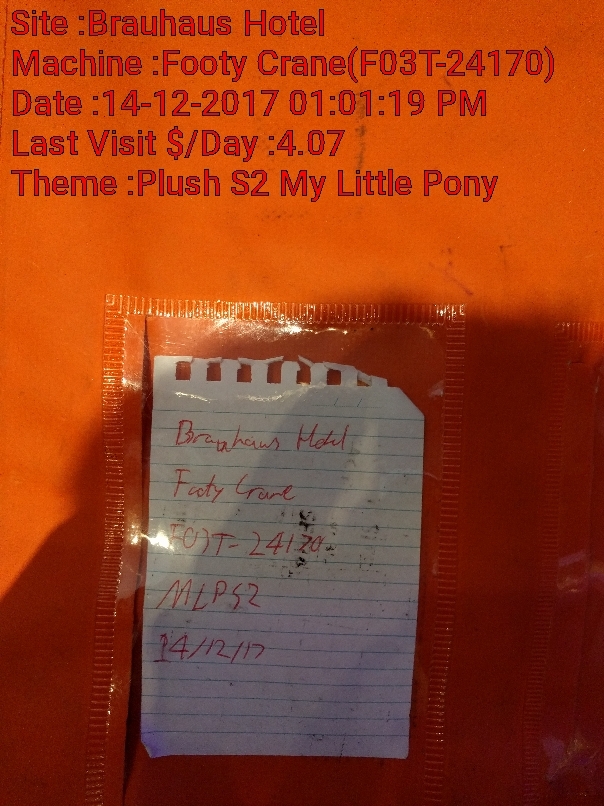 Site :Brauhaus Hotel
Machine :Footy Crane(F03T-24170)
Date :14-12-2017 01:01:19 PM
Last Visit $/Day :4.07
Theme :Plush S2 My Little Pony
Brauhaus Hotel
Footy Crane
F03T-24170
MLPS2
14/12/17